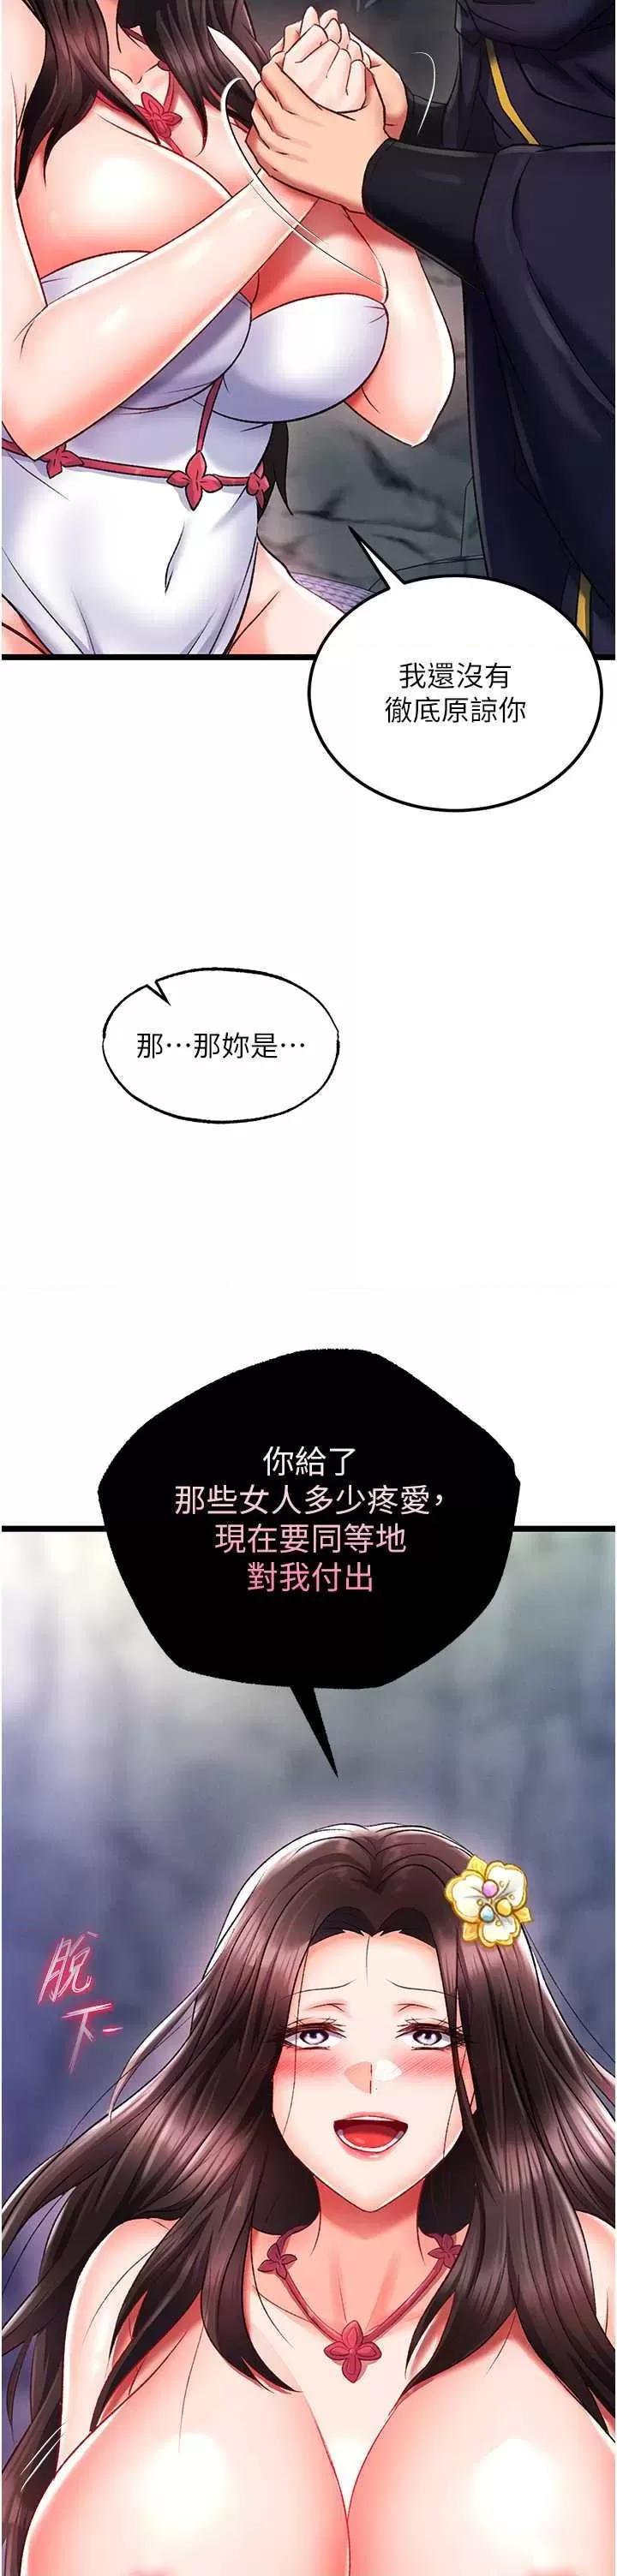 我還沒有
徹底原諒你
那…那妳是…
你給了
那些女人多少疼愛，
現在要同等地
對我付出
脫
下-